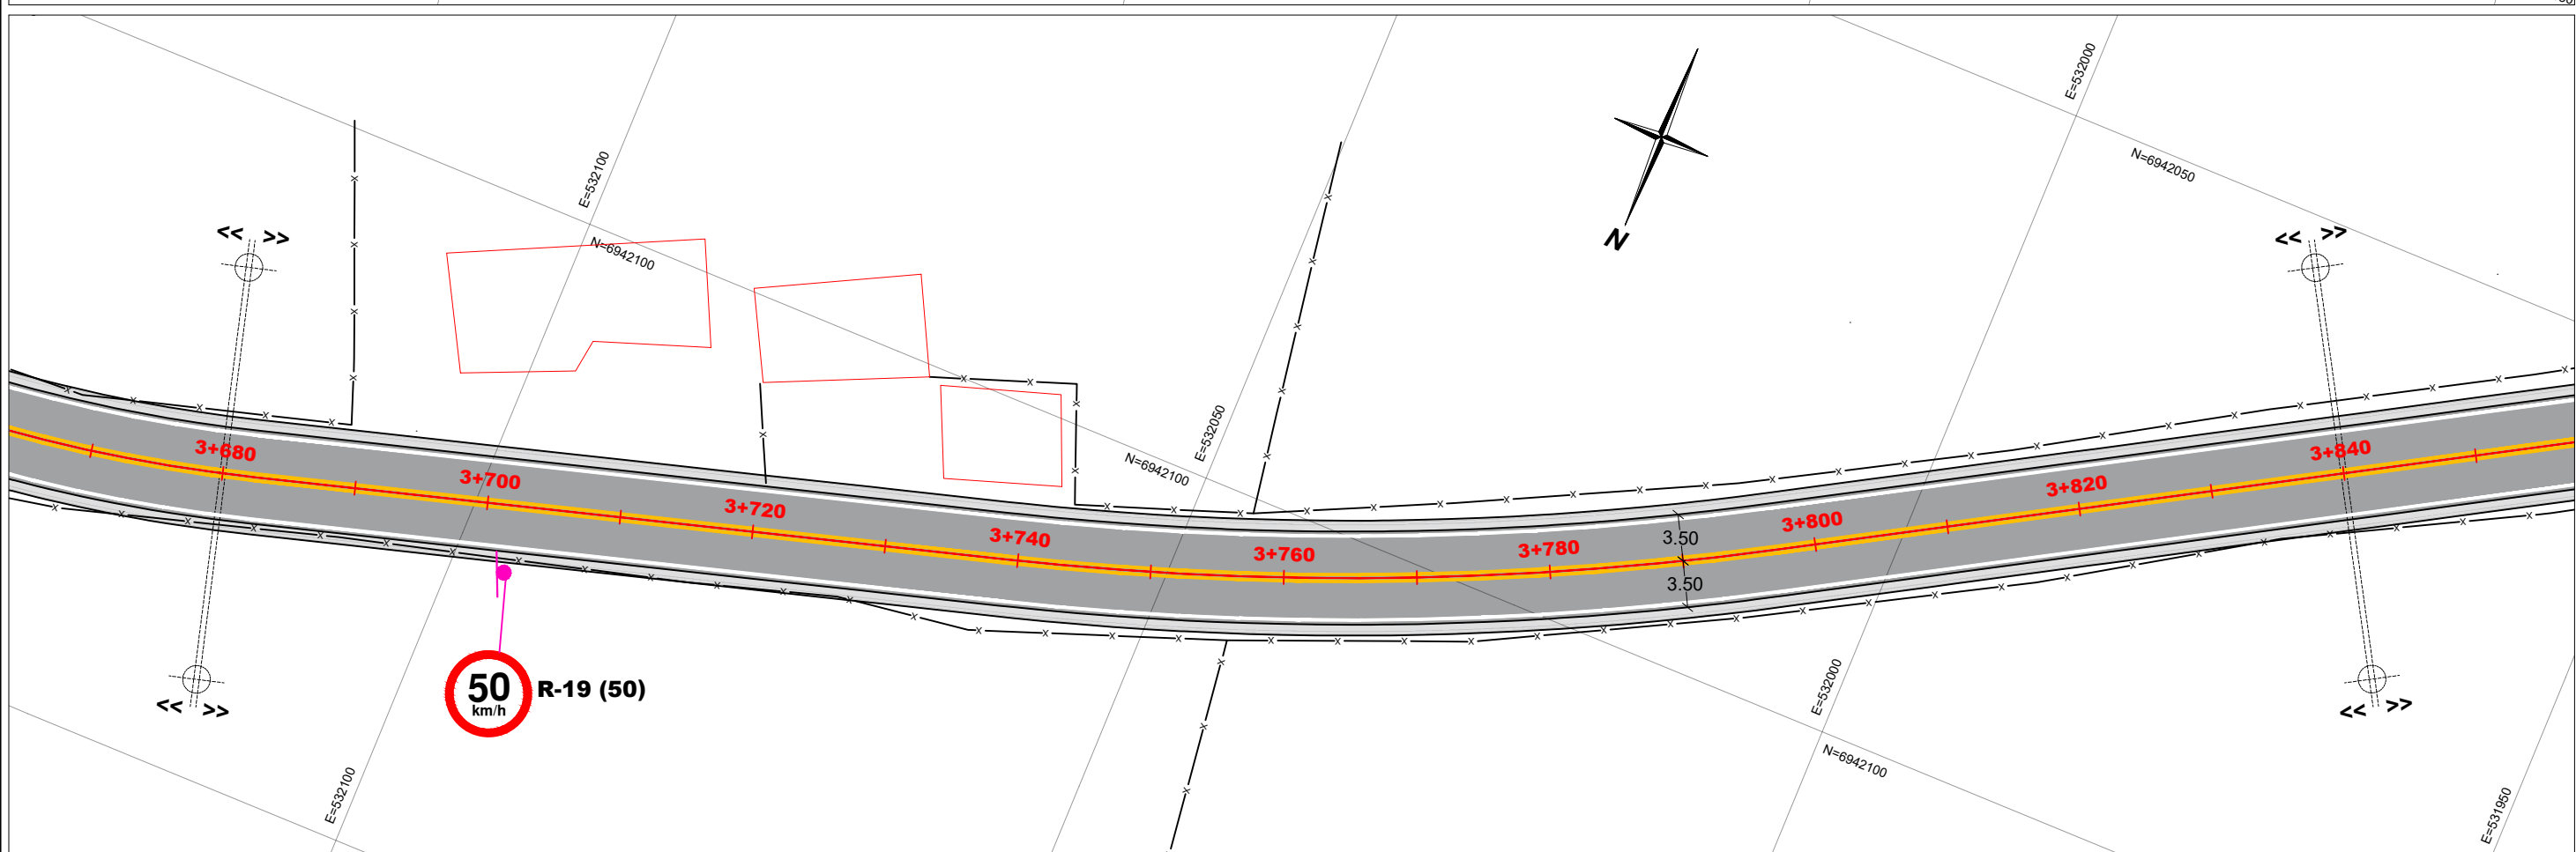 E=532000
N=6942050
E=532100
N=6942100
<< >>
<< >>
N
E=532050
N=6942100
3+680
3+700
3+720
3+740
3+760
3+780
3+800
3+820
3+840
3.50
3.50
50
km/h
R-19 (50)
<< >>
<< >>
E=532000
N=6942100
E=532100
E=531950